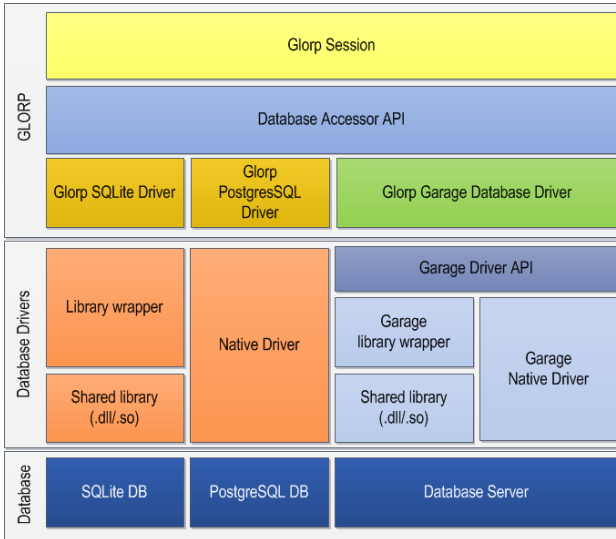 GLORP
Glorp Session
Database Accessor API
Glorp SQLite Driver
Glorp
PostgresSQL
Driver
Glorp Garage Database Driver
Database Drivers
Library wrapper
Shared library
(.dll/.so)
Native Driver
Garage Driver API
Garage
library wrapper
Shared library
(.dll/.so)
Garage
Native Driver
Database
SQLite DB
PostgreSQL DB
Database Server